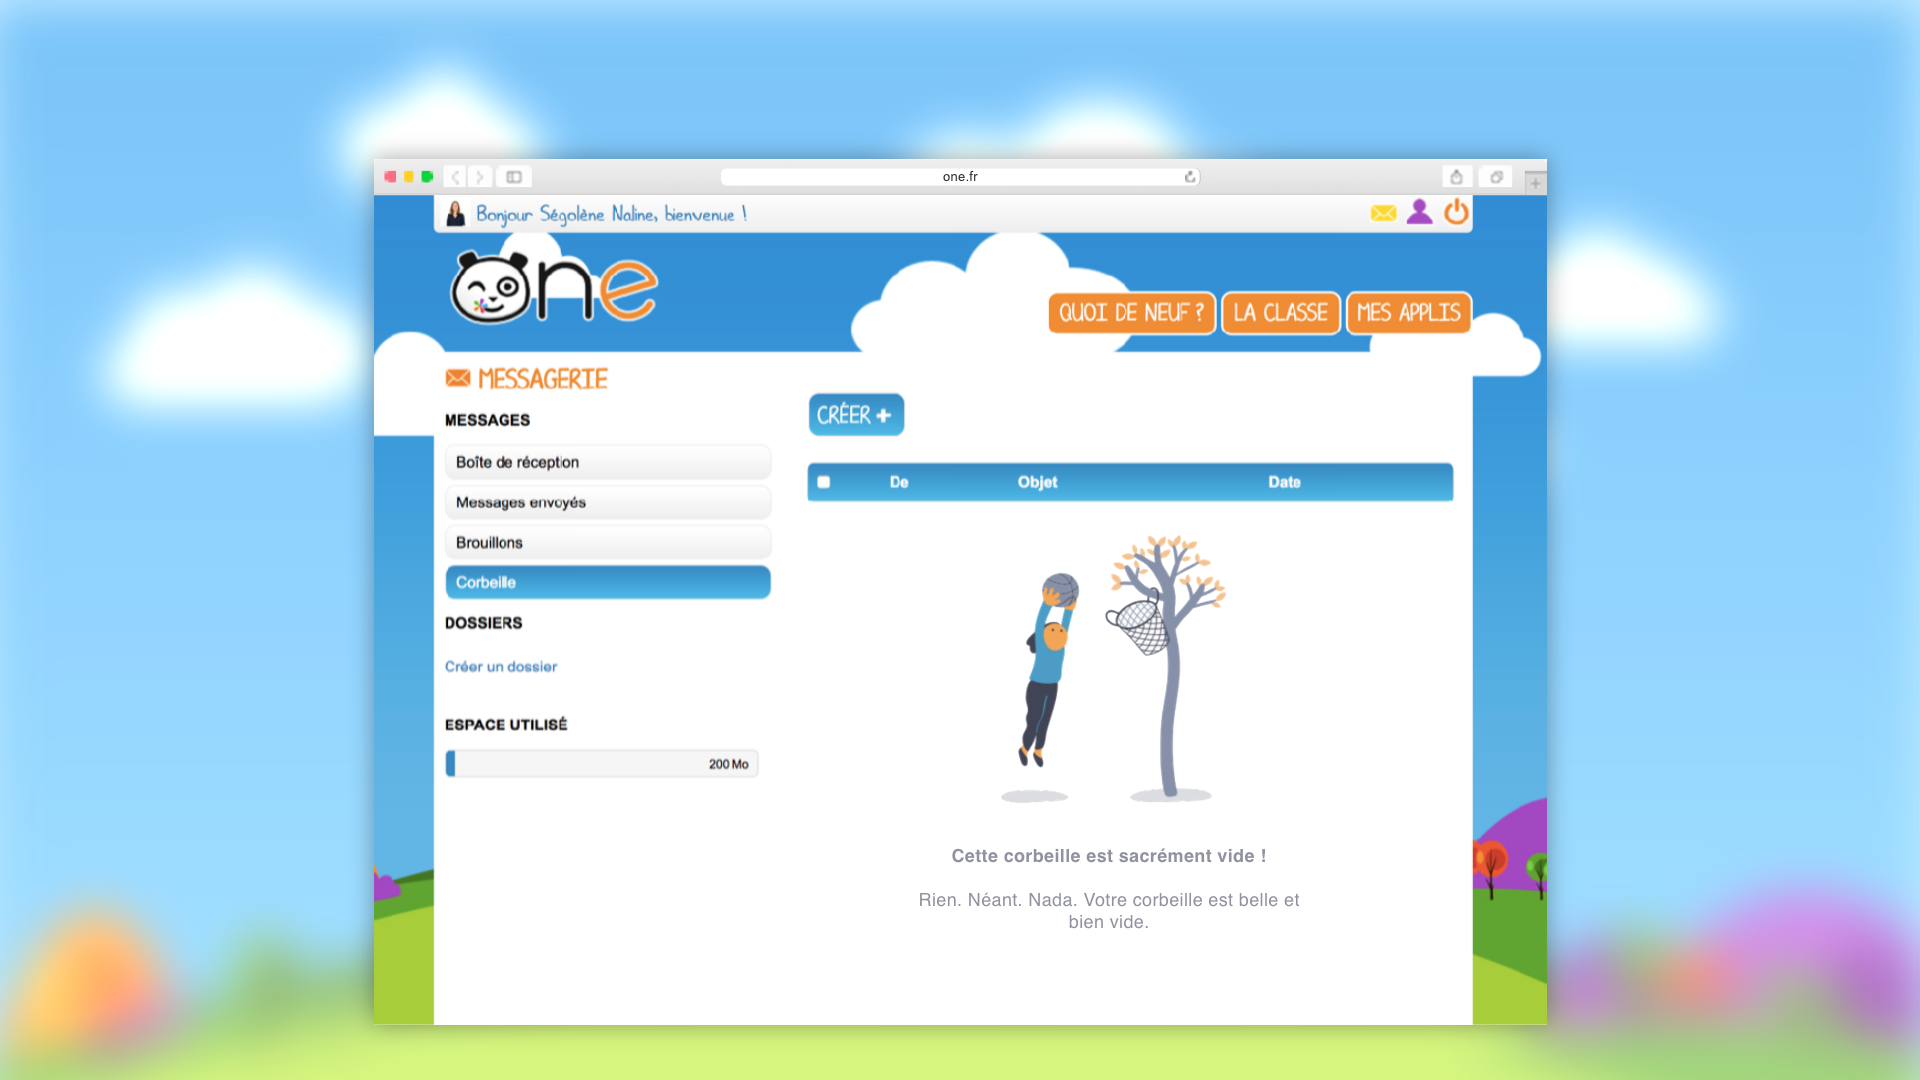 one.fr
Bonjour Ségolène Naline, bienvenue !
one
QUOI DE NEUF ?
LA CLASSE
MES APPLIS
MESSAGERIE
MESSAGES
Boîte de réception
Messages envoyés
Brouillons
Corbeille
DOSSIERS
Créer un dossier
ESPACE UTILISÉ
200 Mo
CRÉER +
De Objet Date
Cette corbeille est sacrément vide !
Rien. Néant. Nada. Votre corbeille est belle et
bien vide.